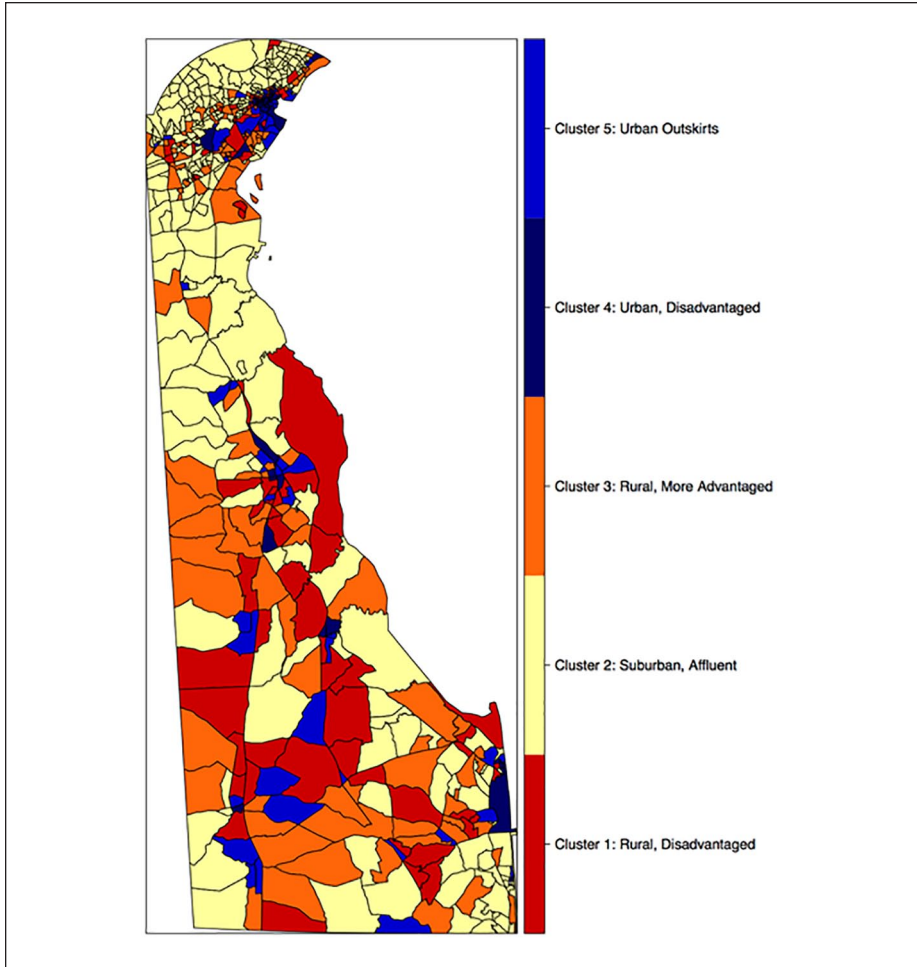 Cluster 5: Urban Outskirts
Cluster 4: Urban, Disadvantaged
Cluster 3: Rural, More Advantaged
Cluster 2: Suburban, Affluent
Cluster 1: Rural, Disadvantaged